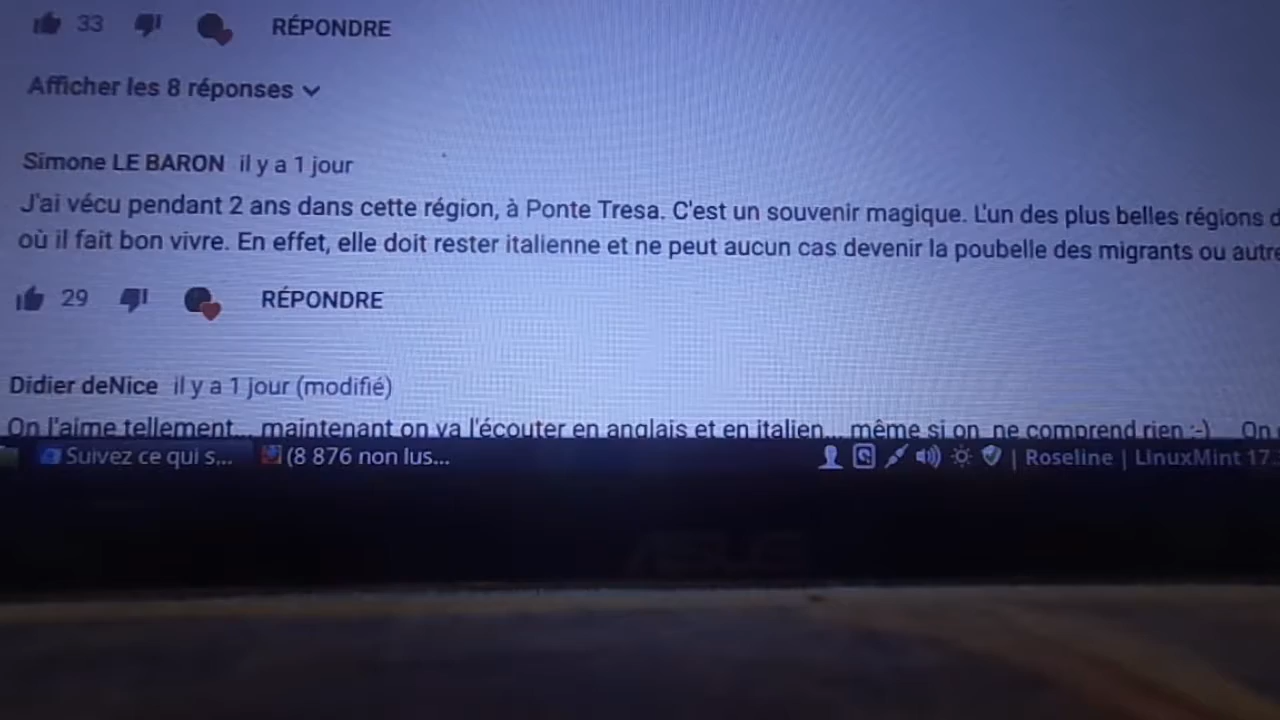 33 RÉPONDRE
Afficher les 8 réponses
Simone LE BARON il y a 1 jour
J'ai vécu pendant 2 ans dans cette région, à Ponte Tresa. C'est un souvenir magique. L'un des plus belles régions
où il fait bon vivre. En effet, elle doit rester italienne et ne peut aucun cas devenir la poubelle des migrants ou autre
29 RÉPONDRE
Didier deNice il y a 1 jour (modifié)
On l'aime tellement... maintenant on va l'écouter en anglais et en italien... même si on ne comprend rien :-) On
Suivez ce qui s... (8 876 non lus... | Roseline | LinuxMint 17
ASUS